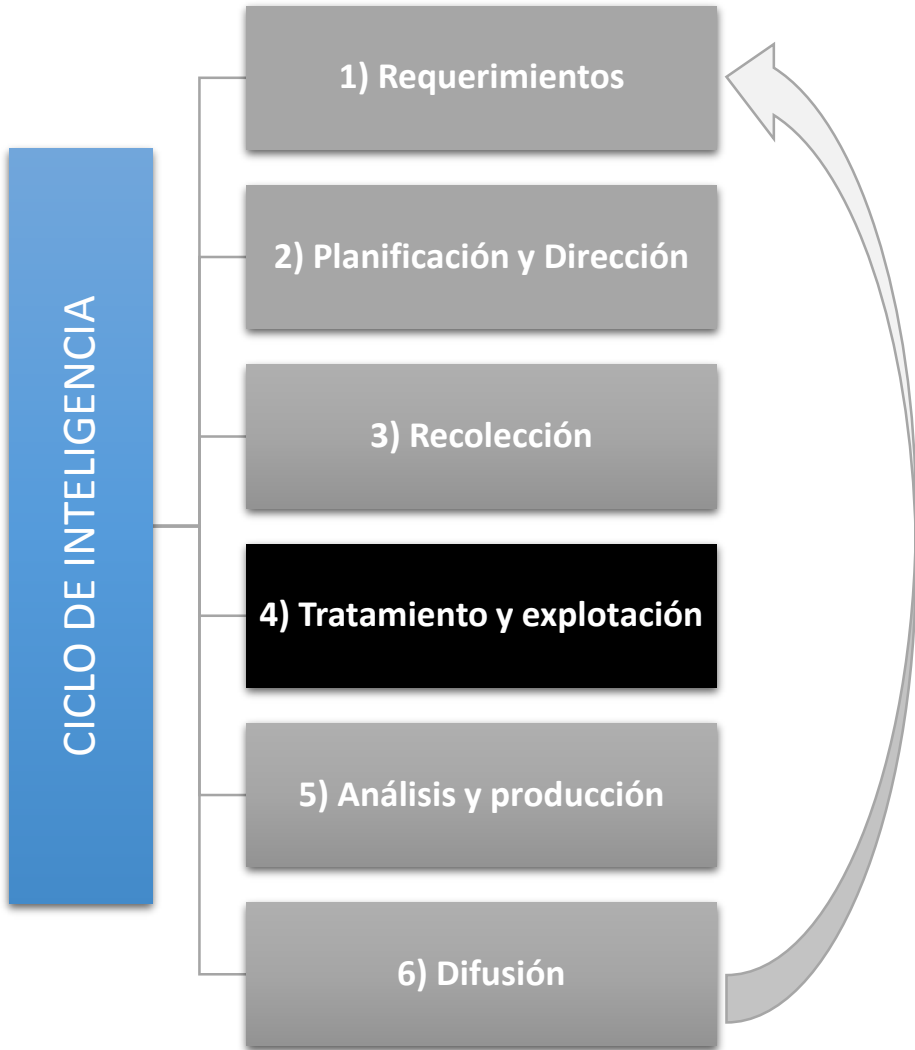 CICLO DE INTELIGENCIA
1) Requerimientos
2) Planificación y Dirección
3) Recolección
4) Tratamiento y explotación
5) Análisis y producción
6) Difusión